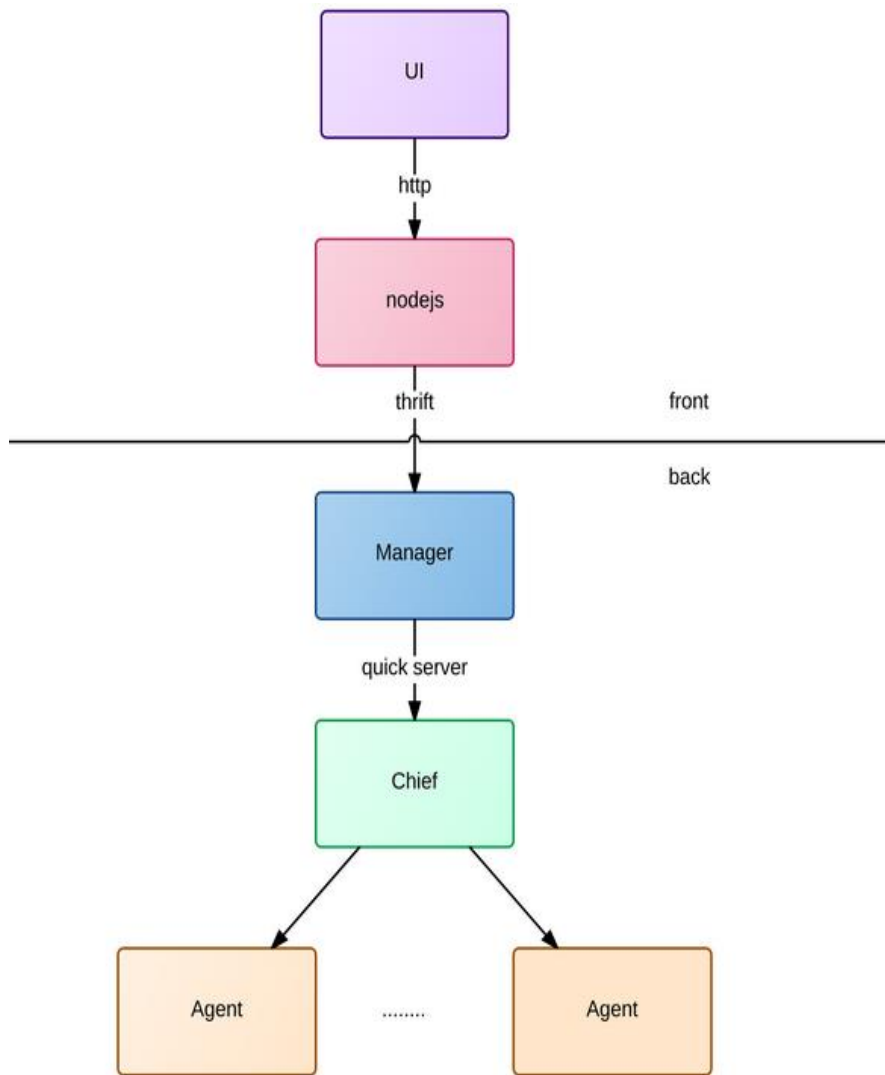 UI
http
nodejs
thrift
front
back
Manager
quick server
Chief
Agent
........
Agent